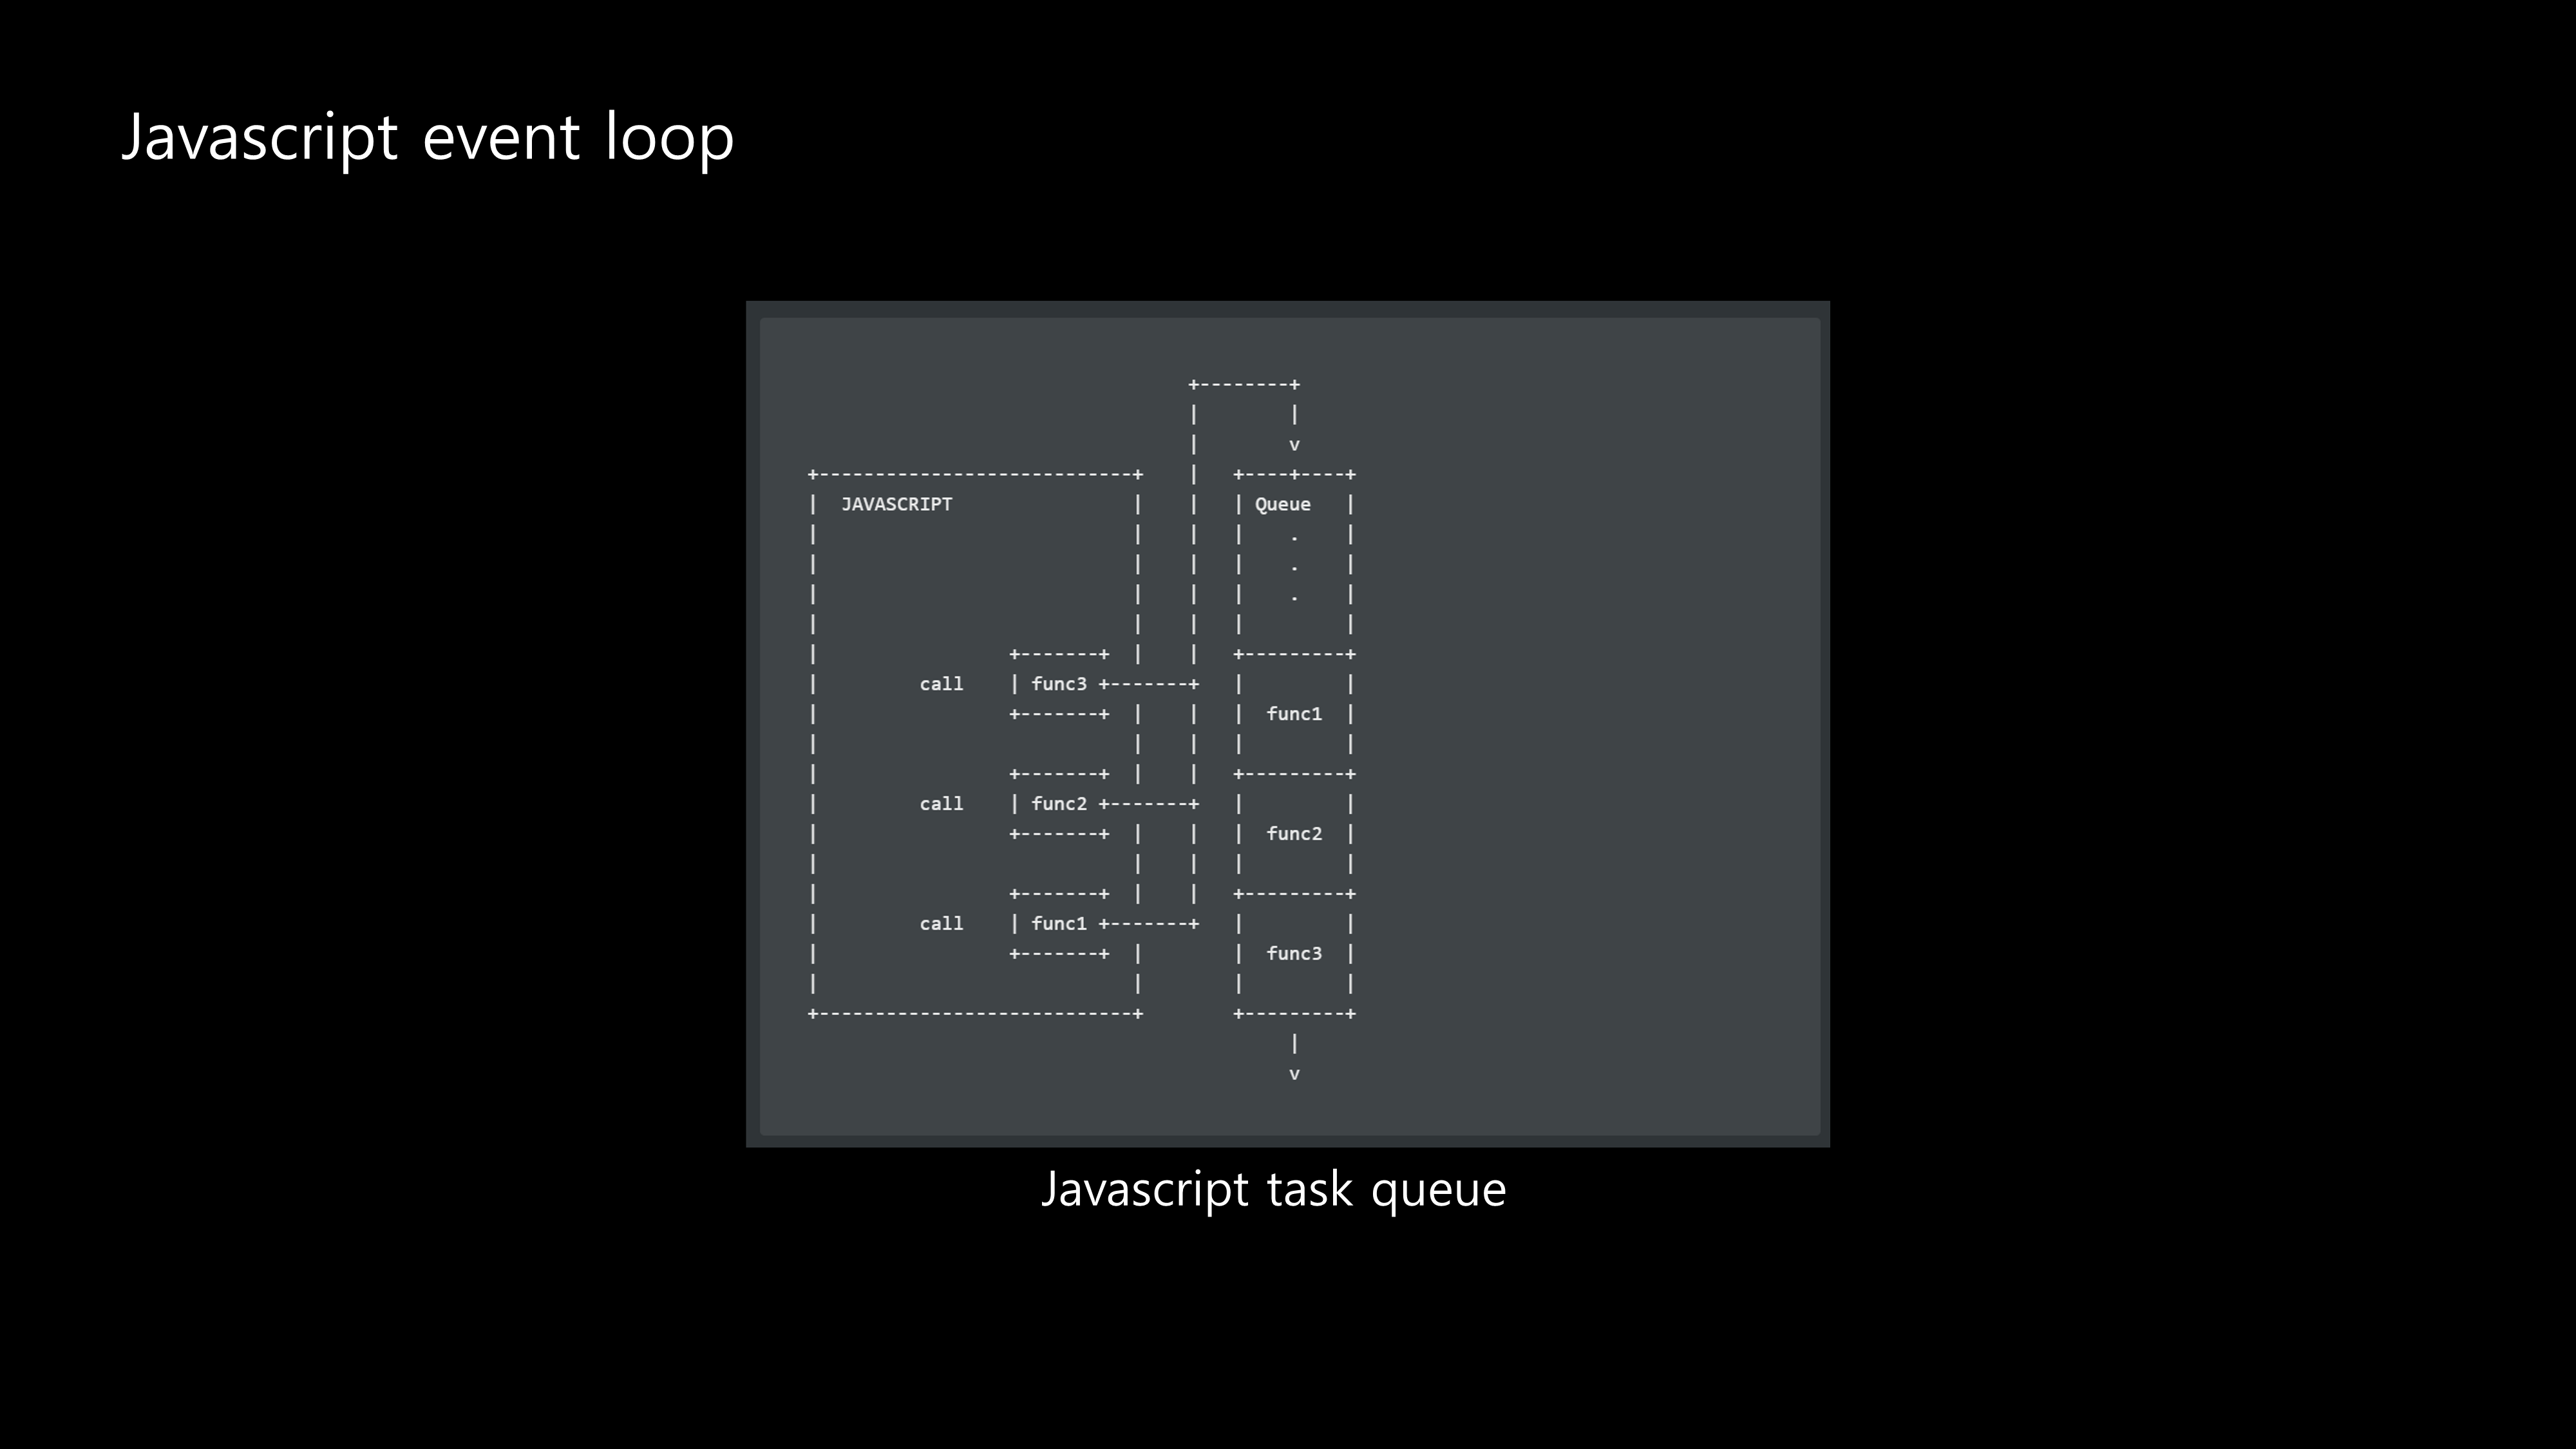 Javascript event loop
JAVASCRIPT
call func3
call func2
call func1
Queue
.
.
.
func1
func2
func3
v
v
Javascript task queue